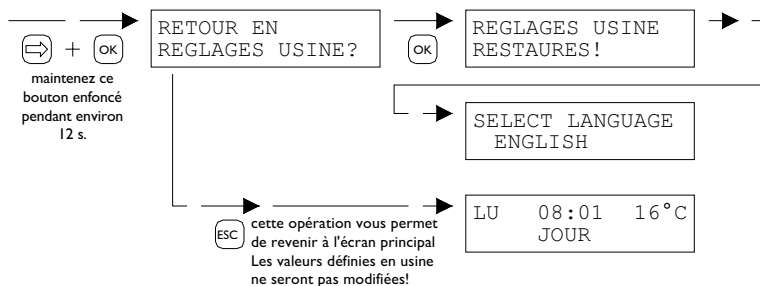 + OK
maintenez ce
bouton enfoncé
pendant environ
12 s.
RETOUR EN
REGLAGES USINE?
OK
REGLAGES USINE
RESTAURES!
SELECT LANGUAGE
ENGLISH
ESC
cette opération vous permet
de revenir à l'écran principal
Les valeurs définies en usine
ne seront pas modifiées!
LU 08:01 16°C
JOUR